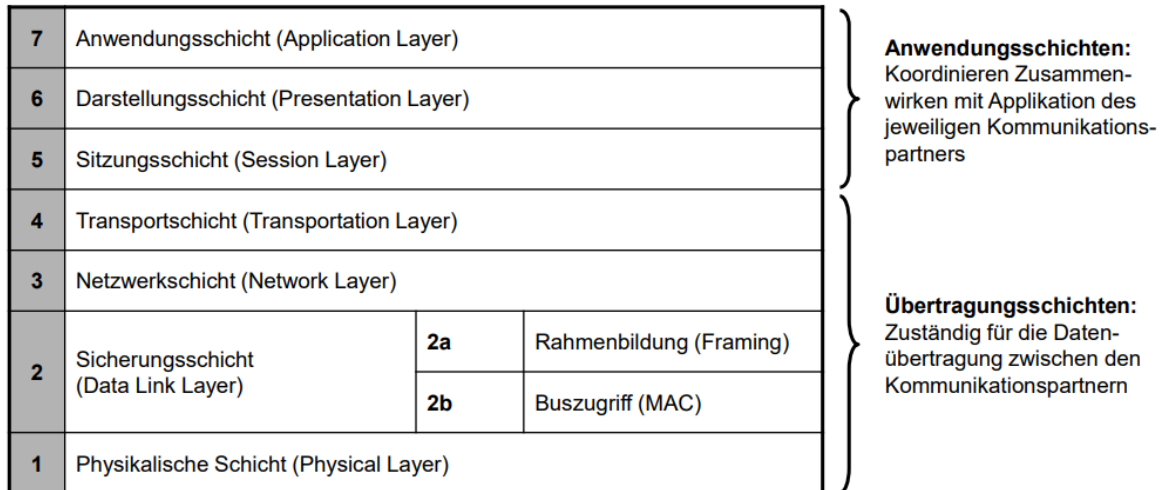 7 Anwendungsschicht (Application Layer)
6 Darstellungsschicht (Presentation Layer)
5 Sitzungsschicht (Session Layer)
4 Transportschicht (Transportation Layer)
3 Netzwerkschicht (Network Layer)
2 Sicherungsschicht
(Data Link Layer)
2a Rahmenbildung (Framing)
2b Buszugriff (MAC)
1 Physikalische Schicht (Physical Layer)
Anwendungsschichten:
Koordinieren Zusammen-
wirken mit Applikation des
jeweiligen Kommunikations-
partners
Übertragungsschichten:
Zuständig für die Daten-
übertragung zwischen den
Kommunikationspartnern